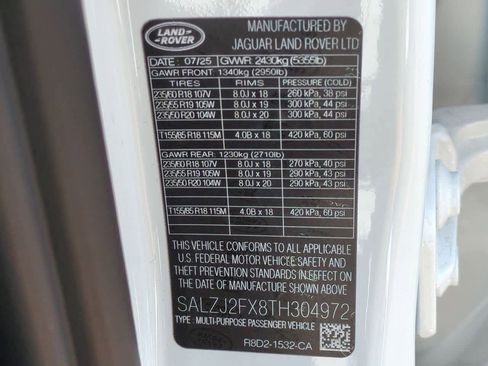 LAND
ROVER
MANUFACTURED BY
JAGUAR LAND ROVER LTD
DATE : 07/25 GVWR 2430kg (5355lb)
GAWR FRONT: 1340kg (2950lb)
TIRES RIMS PRESSURE (COLD)
235/60 R18 107V 8.0J x 18 260 kPa, 38 psi
235/55 R19 105W 8.0J x 19 300 kPa, 44 psi
235/50 R20 104W 8.0J x 20 300 kPa, 44 psi
T155/85 R18 115M 4.0B x 18 420 kPa, 60 psi
GAWR REAR: 1230kg (2710lb)
235/60 R18 107V 8.0J x 18 270 kPa, 40 psi
235/55 R19 105W 8.0J x 19 290 kPa, 43 psi
235/50 R20 104W 8.0J x 20 290 kPa, 43 psi
T155/85 R18 115M 4.0B x 18 420 kPa, 60 psi
THIS VEHICLE CONFORMS TO ALL APPLICABLE
U.S. FEDERAL MOTOR VEHICLE SAFETY AND
THEFT PREVENTION STANDARDS IN EFFECT ON
THE DATE OF MANUFACTURE SHOWN ABOVE
SALZJ2FX8TH304972
TYPE : MULTI-PURPOSE PASSENGER VEHICLE
R8D2-1532-CA